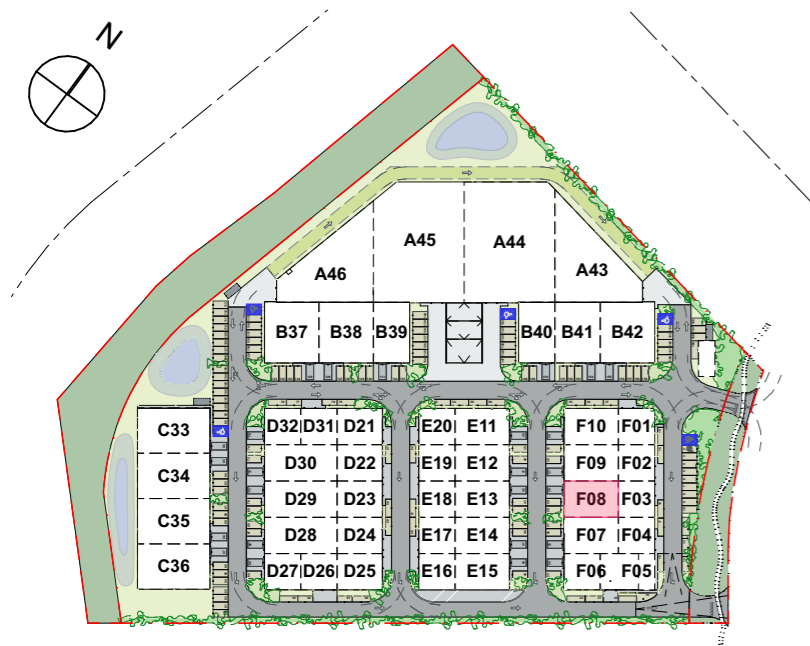 N
A45
A44
A46
A43
B37 B38 B39
B40 B41 B42
D32 D31 D21
E20 E11
F10 F01
C33
D30 D22
E19 E12
F09 F02
C34
D29 D23
E18 E13
F08 F03
C35
D28 D24
E17 E14
F07 F04
C36
D27 D26 D25
E16 E15
F06 F05